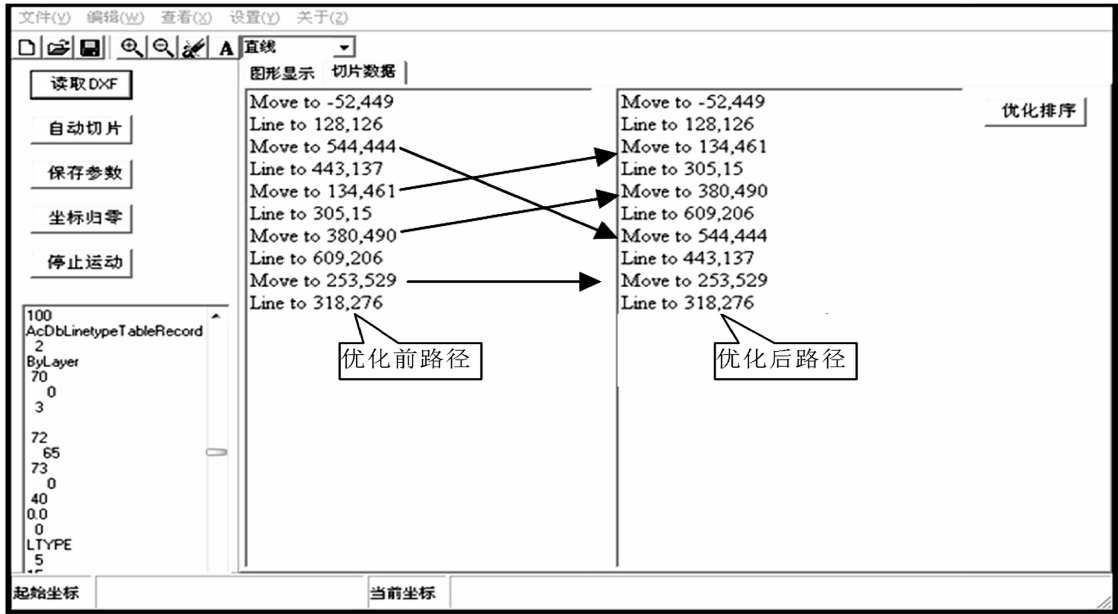 文件(Y) 编辑(W) 查看(X) 设置(Y) 关于(Z)
A 直线
图形显示 切片数据
读取DXF
自动切片
保存参数
坐标归零
停止运动
100
AcDbLinetypeTableRecord
2
ByLayer
70
0
3
72
65
73
0
40
0.0
0
LTYPE
5
Move to -52,449
Line to 128,126
Move to 544,444
Line to 443,137
Move to 134,461
Line to 305,15
Move to 380,490
Line to 609,206
Move to 253,529
Line to 318,276
优化前路径
Move to -52,449
Line to 128,126
Move to 134,461
Line to 305,15
Move to 380,490
Line to 609,206
Move to 544,444
Line to 443,137
Move to 253,529
Line to 318,276
优化后路径
优化排序
起始坐标 当前坐标